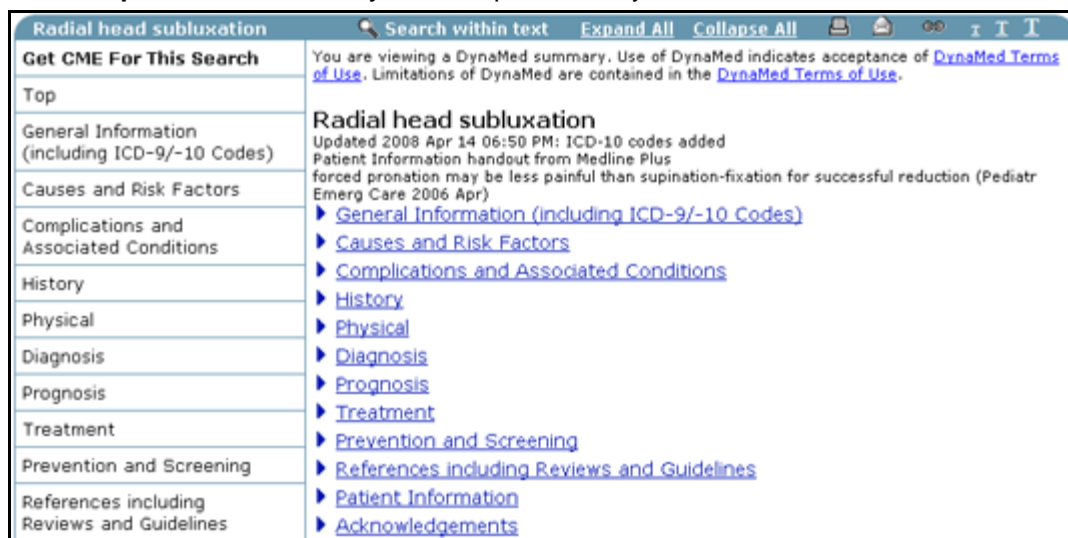 Radial head subluxation Search within text Expand All Collapse All T T T
Get CME For This Search
Top
General Information
(including ICD-9/-10 Codes)
Causes and Risk Factors
Complications and
Associated Conditions
History
Physical
Diagnosis
Prognosis
Treatment
Prevention and Screening
References including
Reviews and Guidelines
You are viewing a DynaMed summary. Use of DynaMed indicates acceptance of DynaMed Terms
of Use. Limitations of DynaMed are contained in the DynaMed Terms of Use.
Radial head subluxation
Updated 2008 Apr 14 06:50 PM: ICD-10 codes added
Patient Information handout from Medline Plus
forced pronation may be less painful than supination-fixation for successful reduction (Pediatr
Emerg Care 2006 Apr)
General Information (including ICD-9/-10 Codes)
Causes and Risk Factors
Complications and Associated Conditions
History
Physical
Diagnosis
Prognosis
Treatment
Prevention and Screening
References including Reviews and Guidelines
Patient Information
Acknowledgements